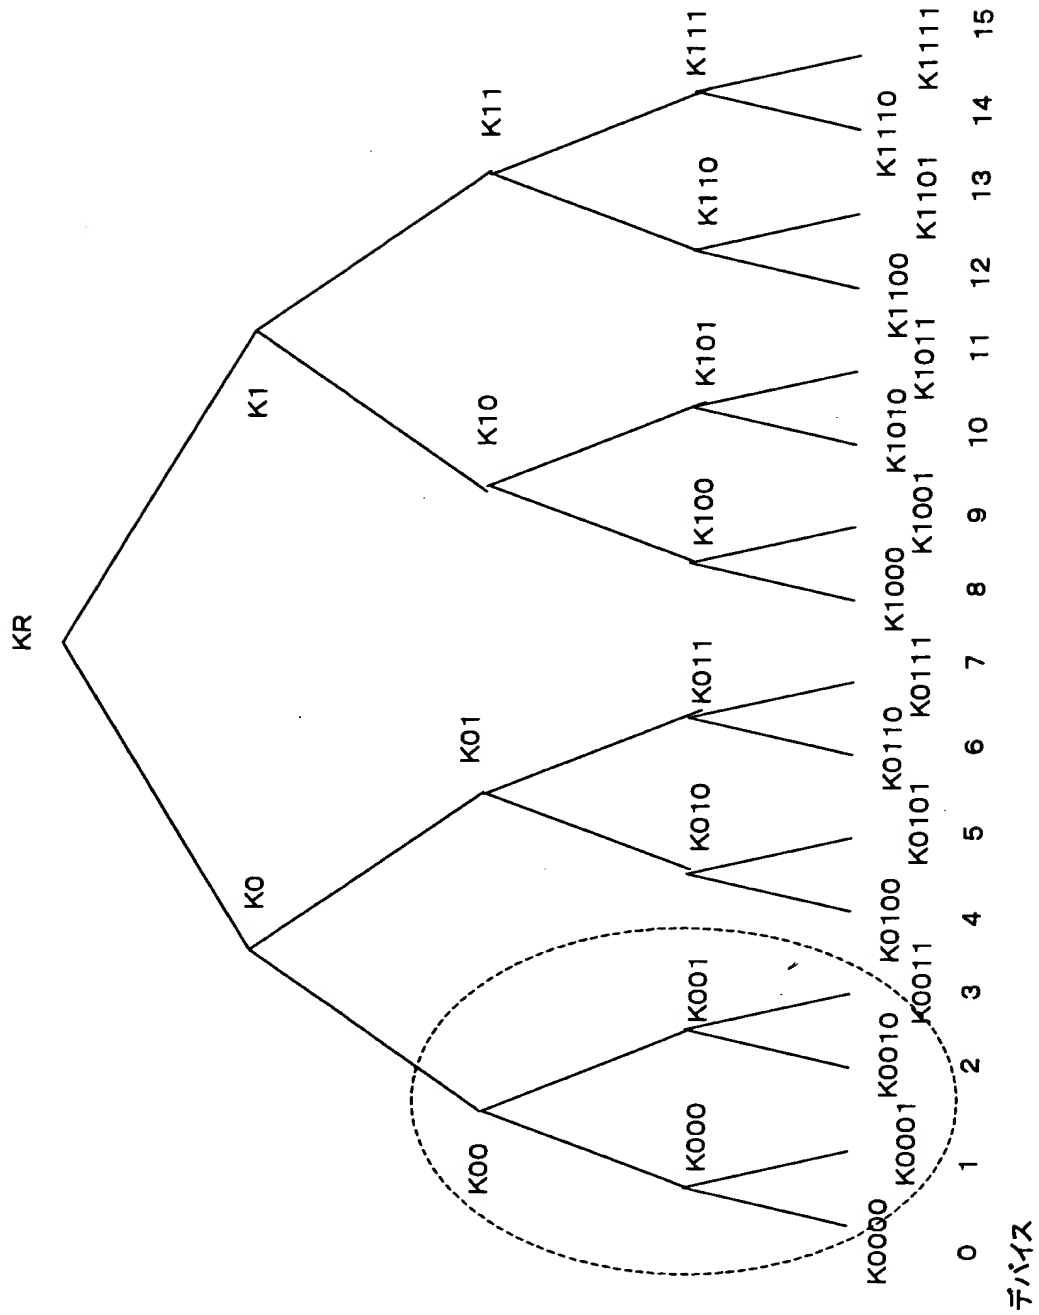 KR
K0
K1
K00
K01
K10
K11
K000
K001
K010
K011
K100
K101
K110
K111
K0000
K0001
K0010
K0011
K0100
K0101
K0110
K0111
K1000
K1001
K1010
K1011
K1100
K1101
K1110
K1111
デバイス 0 1 2 3 4 5 6 7 8 9 10 11 12 13 14 15